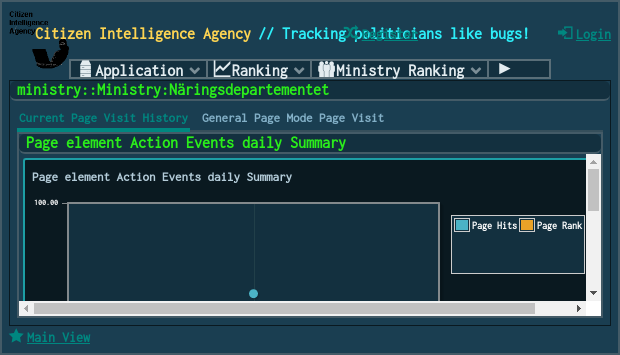 Citizen
Intelligence
Agency
Citizen Intelligence Agency // Tracking politicians like bugs!
Register
Login
Application
Ranking
Ministry Ranking
ministry::Ministry:Näringsdepartementet
Current Page Visit History
General Page Mode Page Visit
Page element Action Events daily Summary
Page element Action Events daily Summary
100.00
Page Hits
Page Rank
Main View